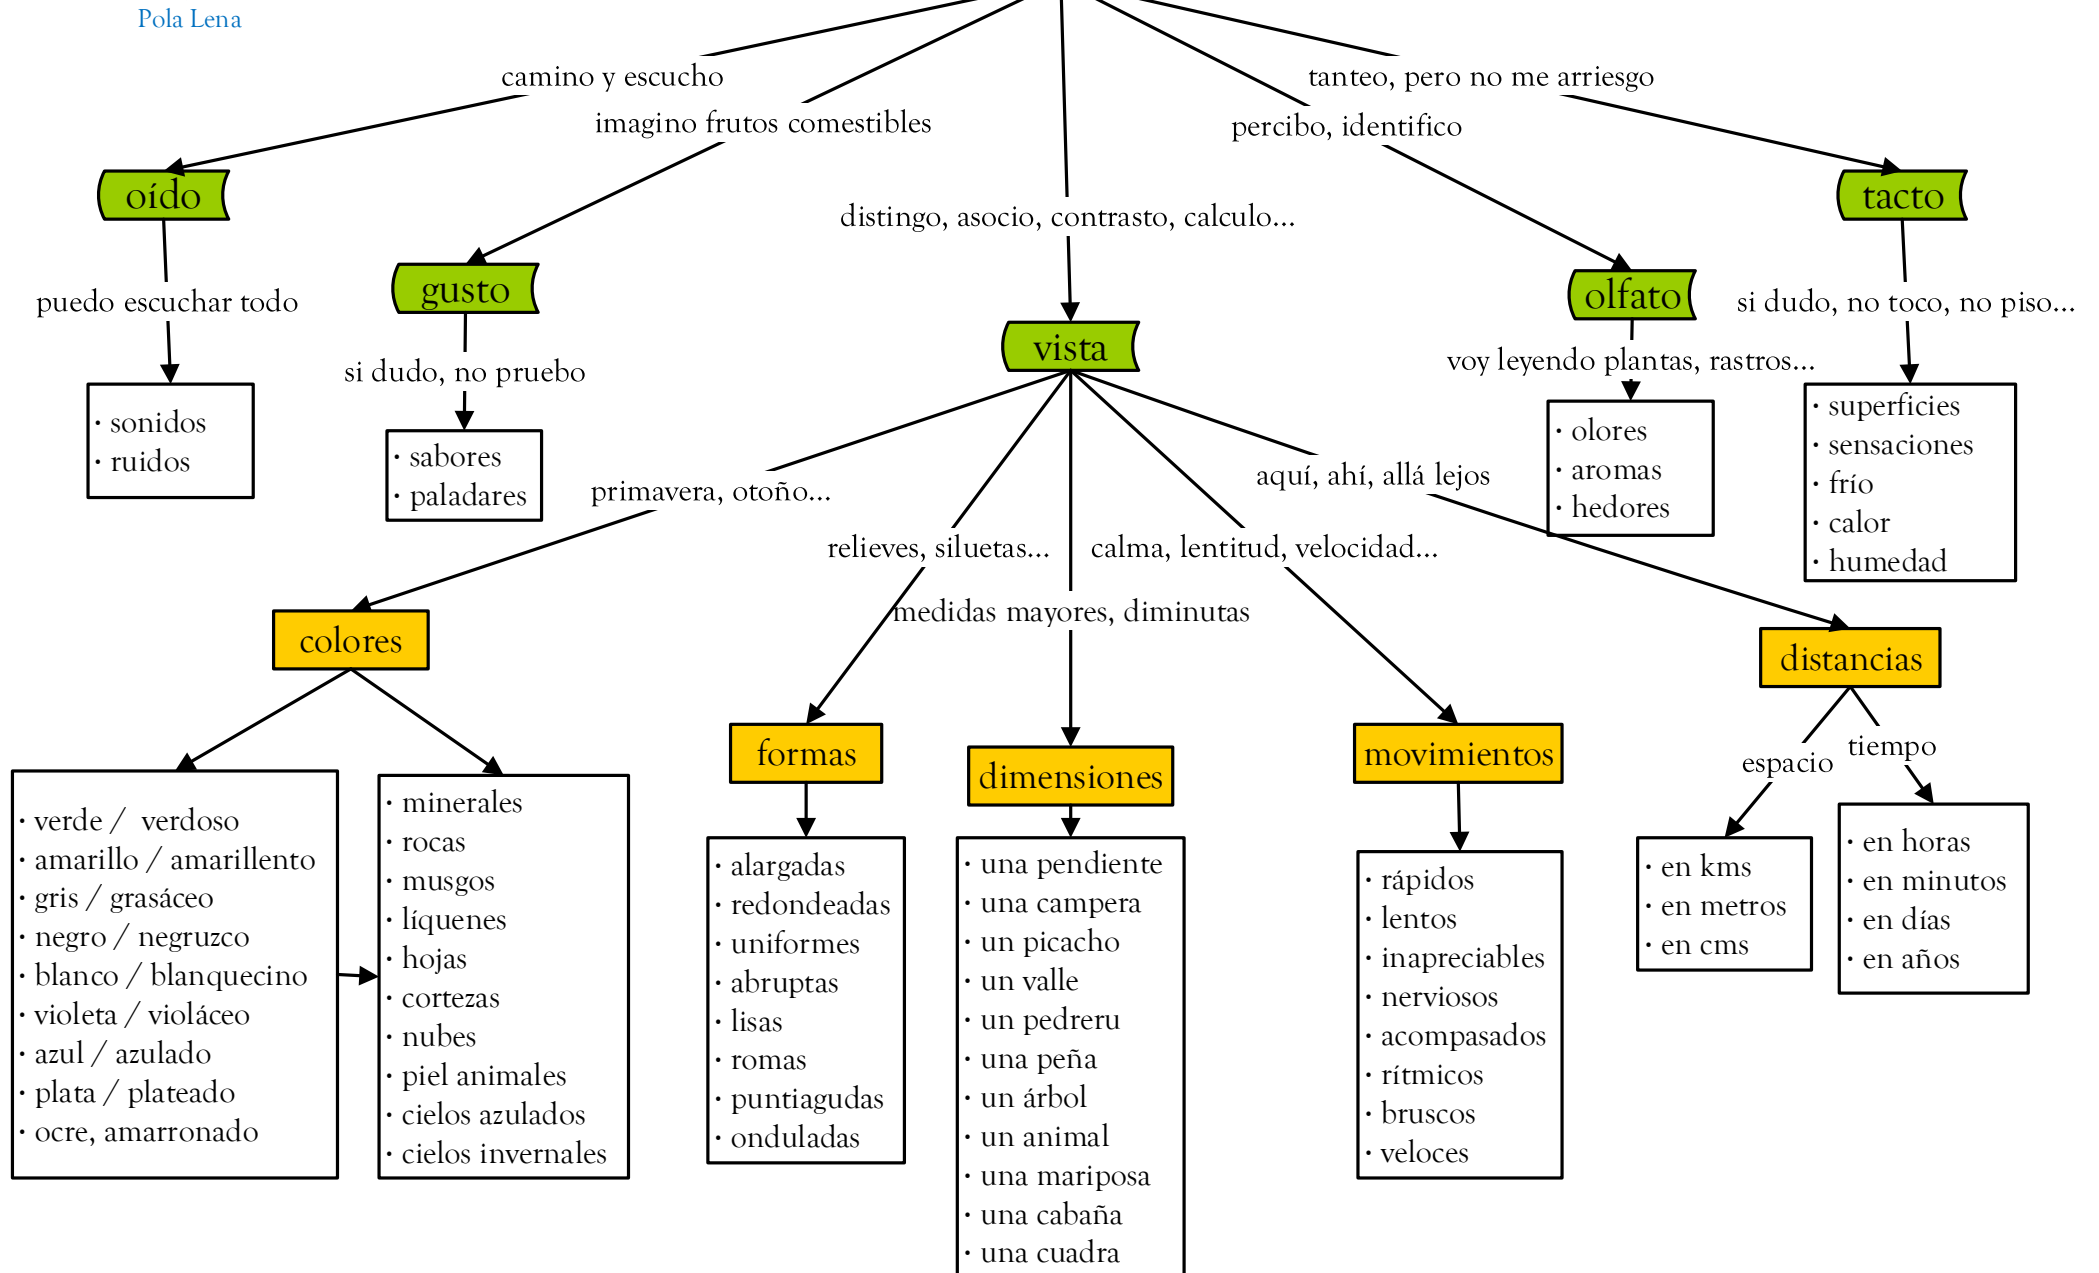 Pola Lena
camino y escucho
tanteo, pero no me arriesgo
imagino frutos comestibles
percibo, identifico
oído
tacto
distingo, asocio, contrasto, calculo...
gusto
olfato
puedo escuchar todo
si dudo, no toco, no piso...
vista
si dudo, no pruebo
voy leyendo plantas, rastros...
· sonidos
· ruidos
· sabores
· paladares
· olores
· aromas
· hedores
· superficies
· sensaciones
· frío
· calor
· humedad
primavera, otoño...
aquí, ahí, allá lejos
relieves, siluetas...
calma, lentitud, velocidad...
medidas mayores, diminutas
colores
distancias
formas
dimensiones
movimientos
espacio
tiempo
· verde / verdoso
· amarillo / amarillento
· gris / grasáceo
· negro / negruzco
· blanco / blanquecino
· violeta / violáceo
· azul / azulado
· plata / plateado
· ocre, amarronado
· minerales
· rocas
· musgos
· líquenes
· hojas
· cortezas
· nubes
· piel animales
· cielos azulados
· cielos invernales
· alargadas
· redondeadas
· uniformes
· abruptas
· lisas
· romas
· puntiagudas
· onduladas
· una pendiente
· una campera
· un picacho
· un valle
· un pedreru
· una peña
· un árbol
· un animal
· una mariposa
· una cabaña
· una cuadra
· rápidos
· lentos
· inapreciables
· nerviosos
· acompasados
· rítmicos
· bruscos
· veloces
· en kms
· en metros
· en cms
· en horas
· en minutos
· en días
· en años